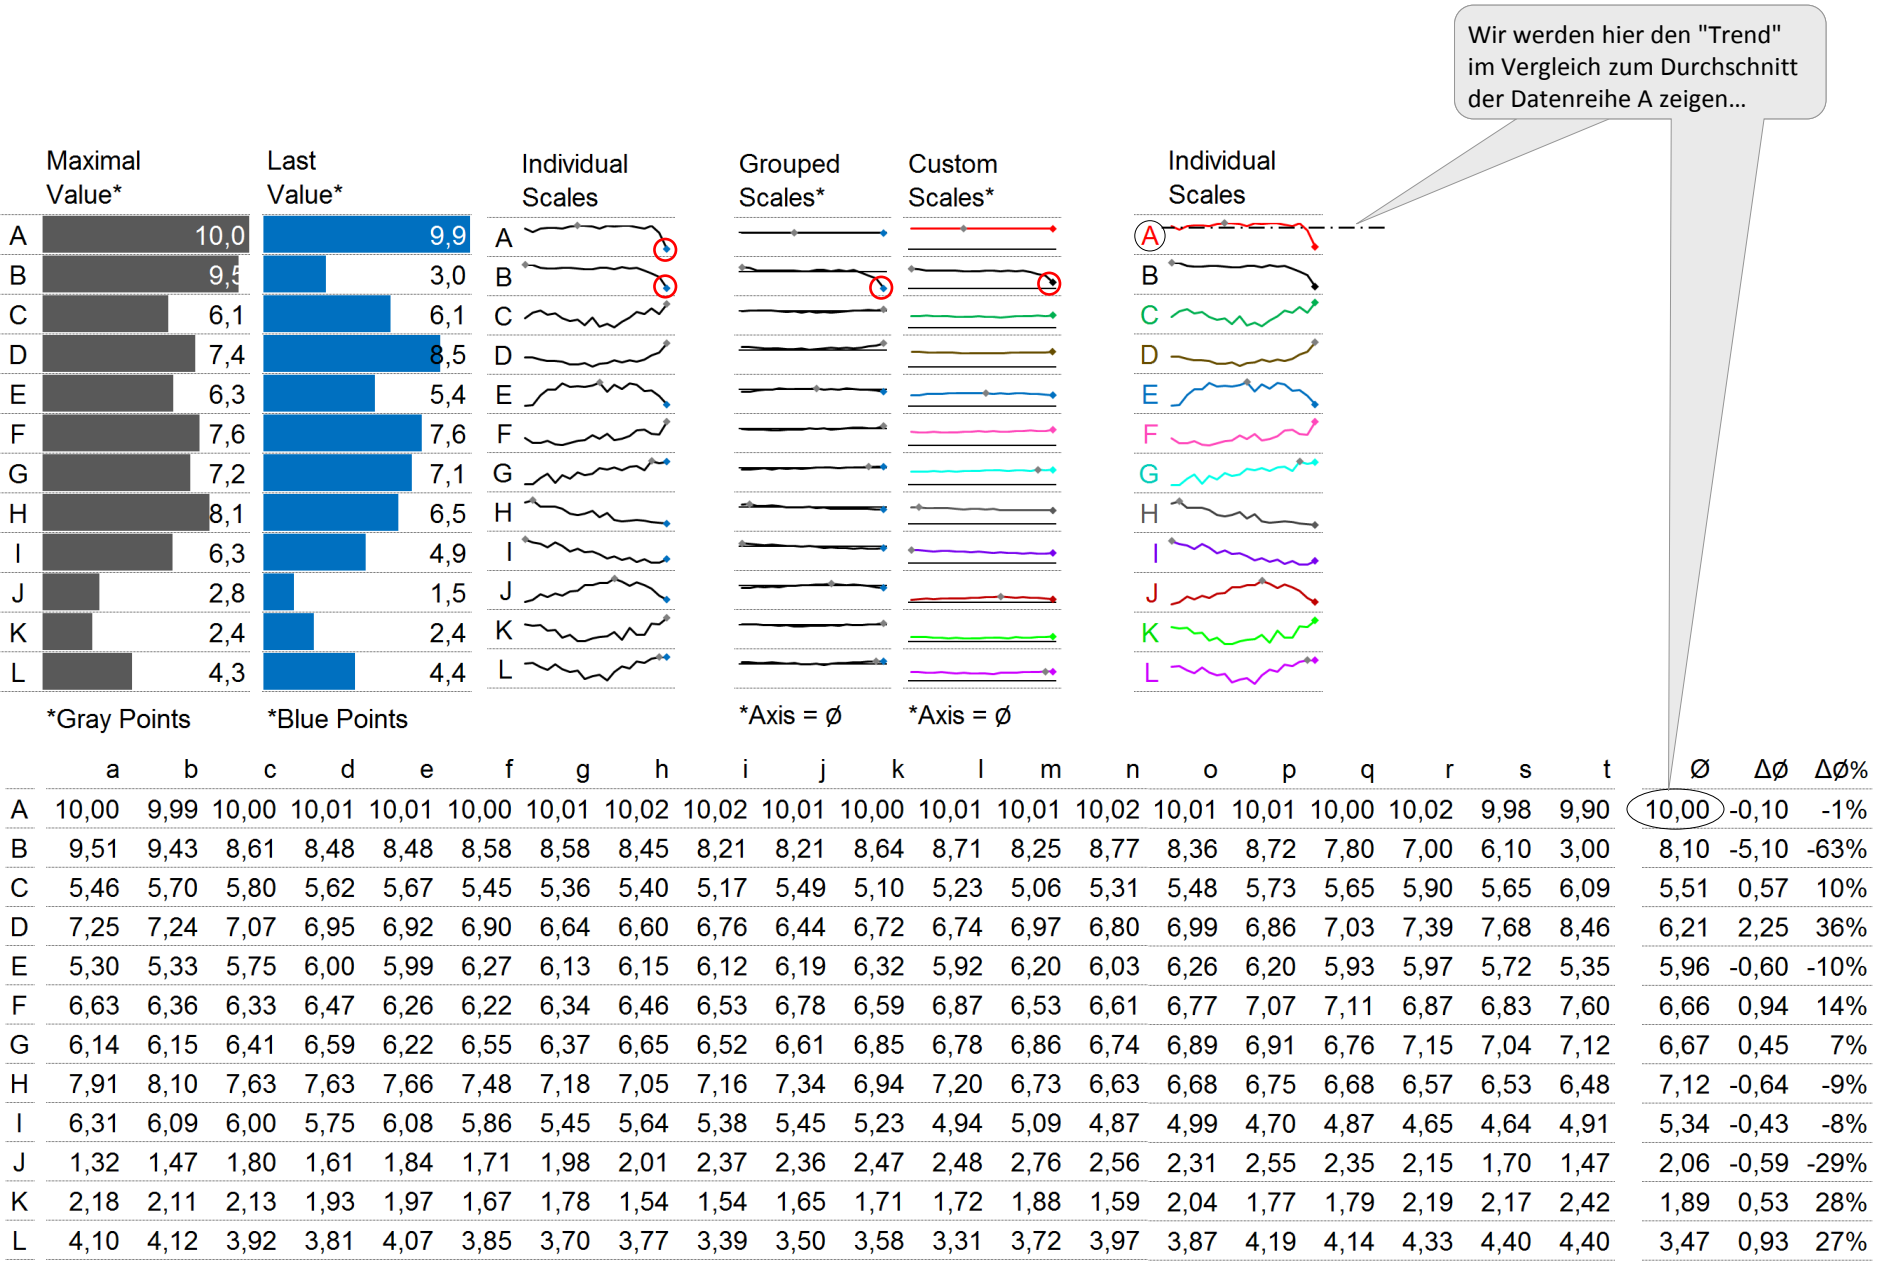 Wir werden hier den "Trend"
im Vergleich zum Durchschnitt
der Datenreihe A zeigen...
Maximal Value*
Last Value*
Individual Scales
Grouped Scales*
Custom Scales*
Individual Scales
A 10,0 9,9 A A
B 9,5 3,0 B B
C 6,1 6,1 C C
D 7,4 8,5 D D
E 6,3 5,4 E E
F 7,6 7,6 F F
G 7,2 7,1 G G
H 8,1 6,5 H H
I 6,3 4,9 I I
J 2,8 1,5 J J
K 2,4 2,4 K K
L 4,3 4,4 L L
*Gray Points *Blue Points *Axis = Ø *Axis = Ø
a b c d e f g h i j k l m n o p q r s t Ø ΔØ ΔØ%
A 10,00 9,99 10,00 10,01 10,01 10,00 10,01 10,02 10,02 10,01 10,00 10,01 10,01 10,02 10,01 10,01 10,00 10,02 9,98 9,90 10,00 -0,10 -1%
B 9,51 9,43 8,61 8,48 8,48 8,58 8,58 8,45 8,21 8,21 8,64 8,71 8,25 8,77 8,36 8,72 7,80 7,00 6,10 3,00 8,10 -5,10 -63%
C 5,46 5,70 5,80 5,62 5,67 5,45 5,36 5,40 5,17 5,49 5,10 5,23 5,06 5,31 5,48 5,73 5,65 5,90 5,65 6,09 5,51 0,57 10%
D 7,25 7,24 7,07 6,95 6,92 6,90 6,64 6,60 6,76 6,44 6,72 6,74 6,97 6,80 6,99 6,86 7,03 7,39 7,68 8,46 6,21 2,25 36%
E 5,30 5,33 5,75 6,00 5,99 6,27 6,13 6,15 6,12 6,19 6,32 5,92 6,20 6,03 6,26 6,20 5,93 5,97 5,72 5,35 5,96 -0,60 -10%
F 6,63 6,36 6,33 6,47 6,26 6,22 6,34 6,46 6,53 6,78 6,59 6,87 6,53 6,61 6,77 7,07 7,11 6,87 6,83 7,60 6,66 0,94 14%
G 6,14 6,15 6,41 6,59 6,22 6,55 6,37 6,65 6,52 6,61 6,85 6,78 6,86 6,74 6,89 6,91 6,76 7,15 7,04 7,12 6,67 0,45 7%
H 7,91 8,10 7,63 7,63 7,66 7,48 7,18 7,05 7,16 7,34 6,94 7,20 6,73 6,63 6,68 6,75 6,68 6,57 6,53 6,48 7,12 -0,64 -9%
I 6,31 6,09 6,00 5,75 6,08 5,86 5,45 5,64 5,38 5,45 5,23 4,94 5,09 4,87 4,99 4,70 4,87 4,65 4,64 4,91 5,34 -0,43 -8%
J 1,32 1,47 1,80 1,61 1,84 1,71 1,98 2,01 2,37 2,36 2,47 2,48 2,76 2,56 2,31 2,55 2,35 2,15 1,70 1,47 2,06 -0,59 -29%
K 2,18 2,11 2,13 1,93 1,97 1,67 1,78 1,54 1,54 1,65 1,71 1,72 1,88 1,59 2,04 1,77 1,79 2,19 2,17 2,42 1,89 0,53 28%
L 4,10 4,12 3,92 3,81 4,07 3,85 3,70 3,77 3,39 3,50 3,58 3,31 3,72 3,97 3,87 4,19 4,14 4,33 4,40 4,40 3,47 0,93 27%